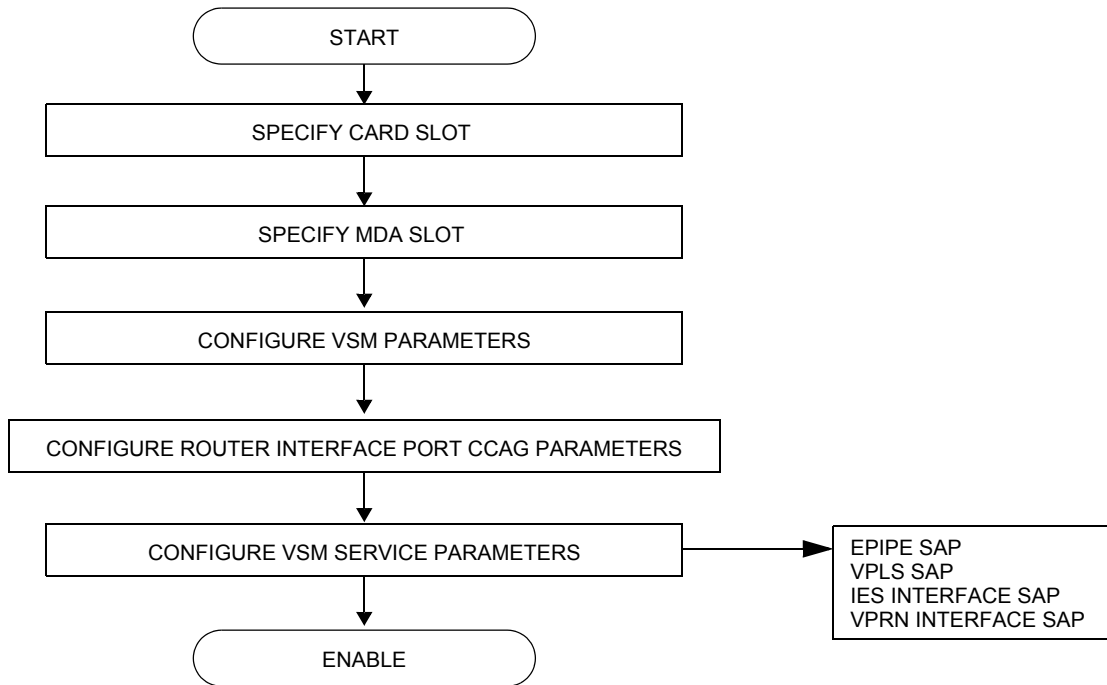 START
SPECIFY CARD SLOT
SPECIFY MDA SLOT
CONFIGURE VSM PARAMETERS
CONFIGURE ROUTER INTERFACE PORT CCAG PARAMETERS
CONFIGURE VSM SERVICE PARAMETERS
EPIPE SAP
VPLS SAP
IES INTERFACE SAP
VPRN INTERFACE SAP
ENABLE